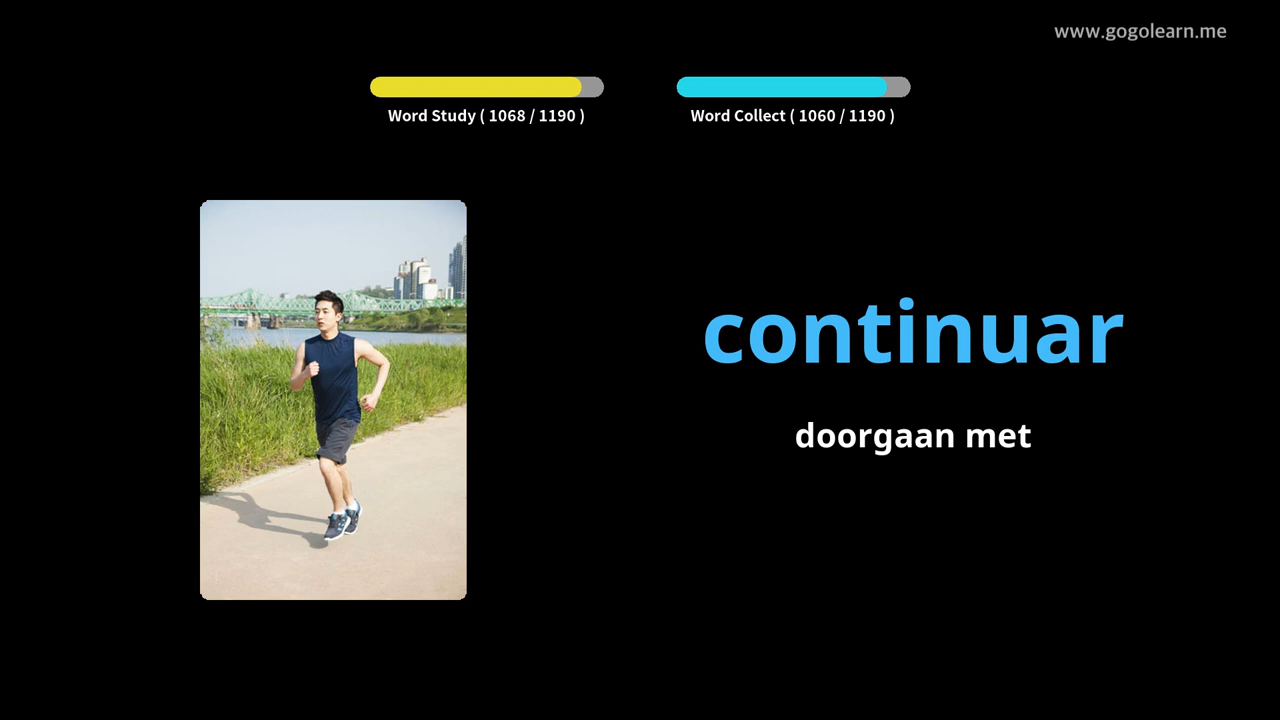 www.gogolearn.me
Word Study ( 1068 / 1190 )
Word Collect ( 1060 / 1190 )
continuar
doorgaan met